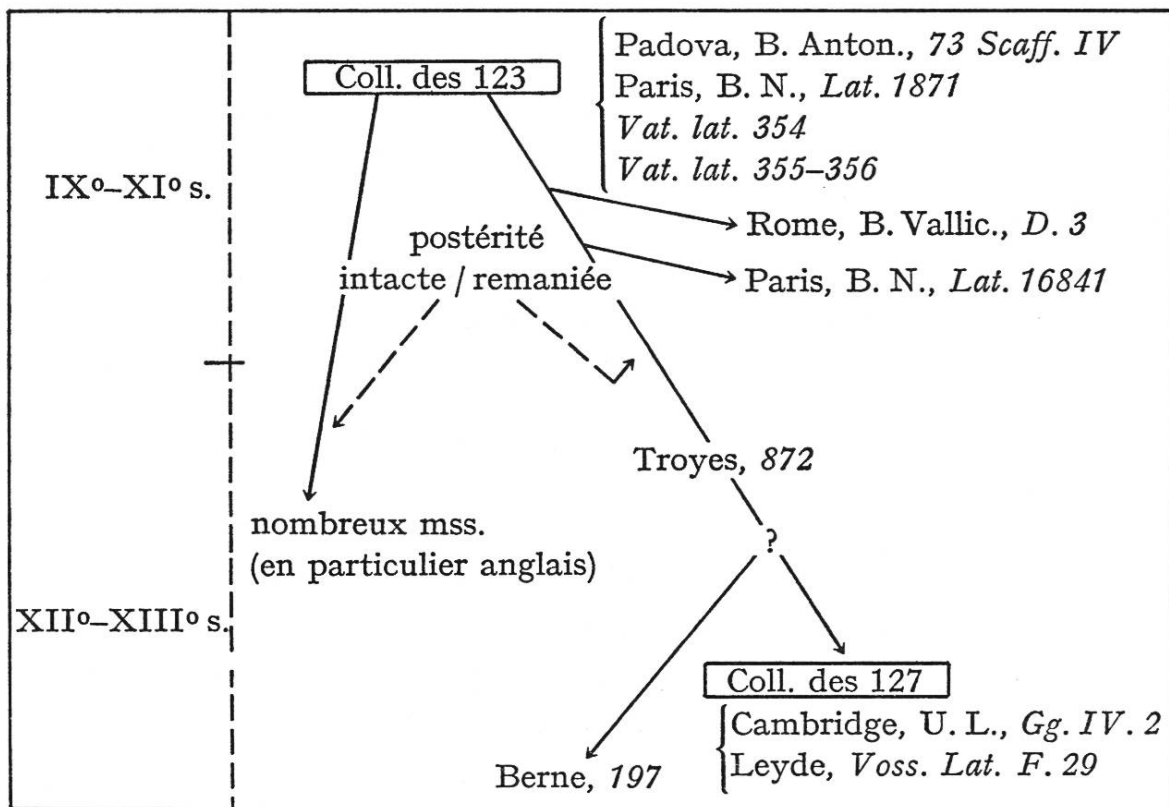 Coll. des 123
Padova, B. Anton., 73 Scaff. IV
Paris, B. N., Lat. 1871
Vat. lat. 354
Vat. lat. 355–356
IXº–XIº s.
Rome, B. Vallic., D. 3
postérité
intacte / remaniée
Paris, B. N., Lat. 16841
Troyes, 872
nombreux mss.
(en particulier anglais)
?
XIIº–XIIIº s.
Coll. des 127
Cambridge, U. L., Gg. IV. 2
Leyde, Voss. Lat. F. 29
Berne, 197